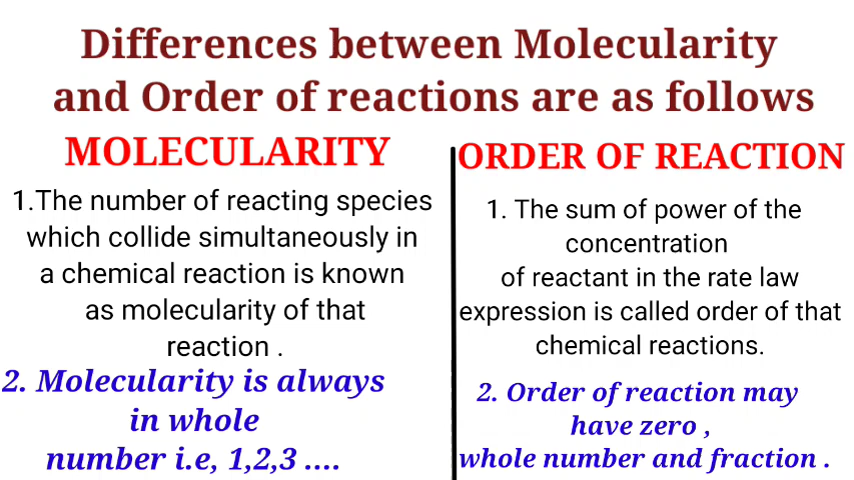 Differences between Molecularity
and Order of reactions are as follows
MOLECULARITY
1.The number of reacting species
which collide simultaneously in
a chemical reaction is known
as molecularity of that
reaction .
2. Molecularity is always
in whole
number i.e, 1,2,3 ....
ORDER OF REACTION
1. The sum of power of the
concentration
of reactant in the rate law
expression is called order of that
chemical reactions.
2. Order of reaction may
have zero ,
whole number and fraction .